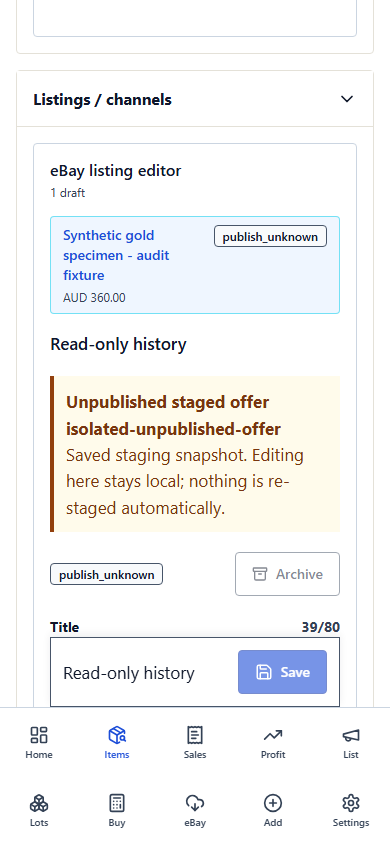 Listings / channels
eBay listing editor
1 draft
Synthetic gold
specimen - audit
fixture
publish_unknown
AUD 360.00
Read-only history
Unpublished staged offer
isolated-unpublished-offer
Saved staging snapshot. Editing
here stays local; nothing is re-
staged automatically.
publish_unknown
Archive
Title
39/80
Read-only history
Save
Home
Items
Sales
Profit
List
Lots
Buy
eBay
Add
Settings